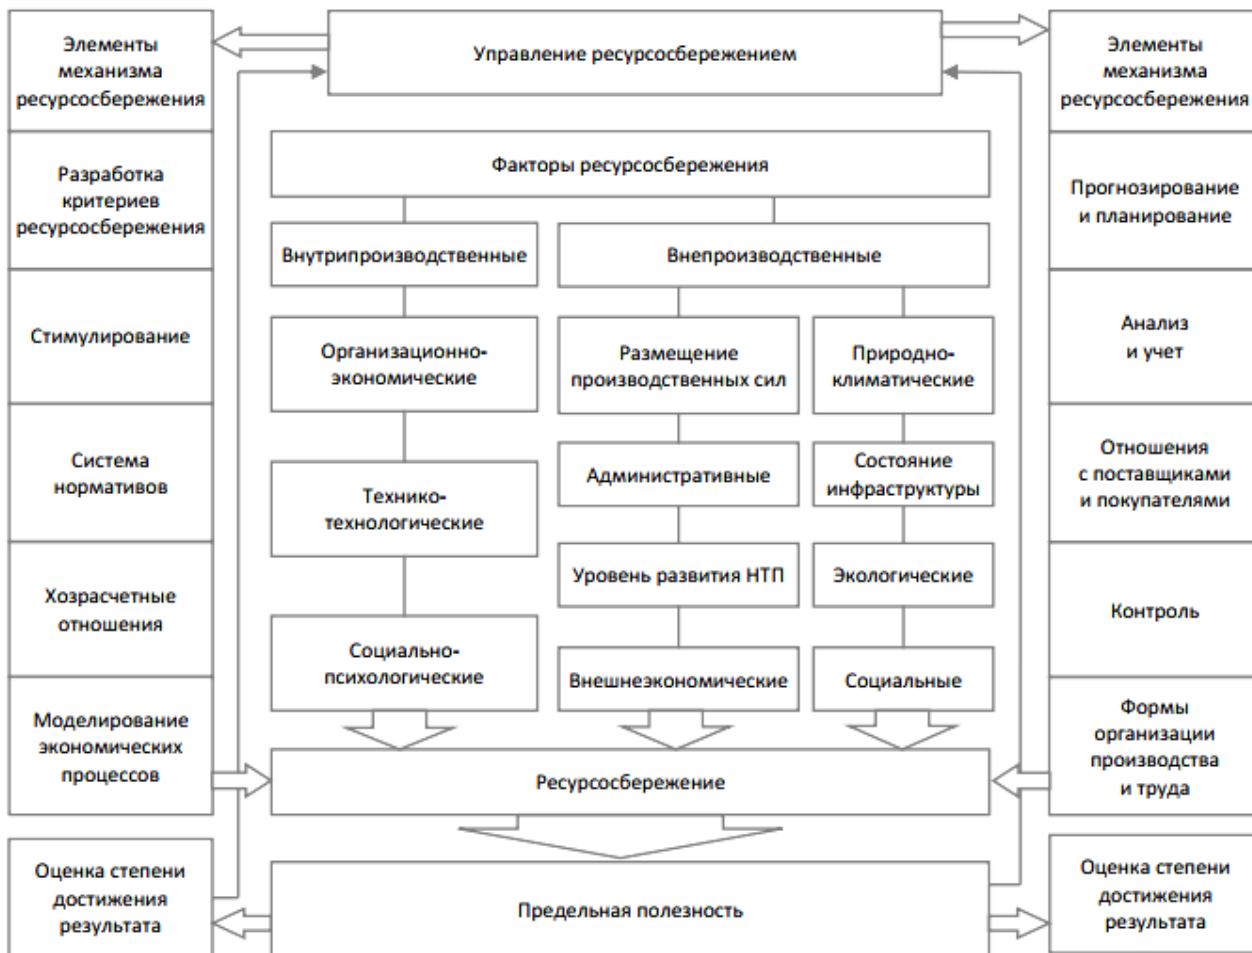 Элементы
механизма
ресурсосбережения
Разработка
критериев
ресурсосбережения
Стимулирование
Система
нормативов
Хозрасчетные
отношения
Моделирование
экономических
процессов
Оценка степени
достижения
результата
Управление ресурсосбережением
Факторы ресурсосбережения
Внутрипроизводственные
Внепроизводственные
Организационно-
экономические
Технико-
технологические
Социально-
психологические
Размещение
производственных сил
Административные
Уровень развития НТП
Внешнеэкономические
Природно-
климатические
Состояние
инфраструктуры
Экологические
Социальные
Ресурсосбережение
Предельная полезность
Элементы
механизма
ресурсосбережения
Прогнозирование
и планирование
Анализ
и учет
Отношения
с поставщиками
и покупателями
Контроль
Формы
организации
производства
и труда
Оценка степени
достижения
результата